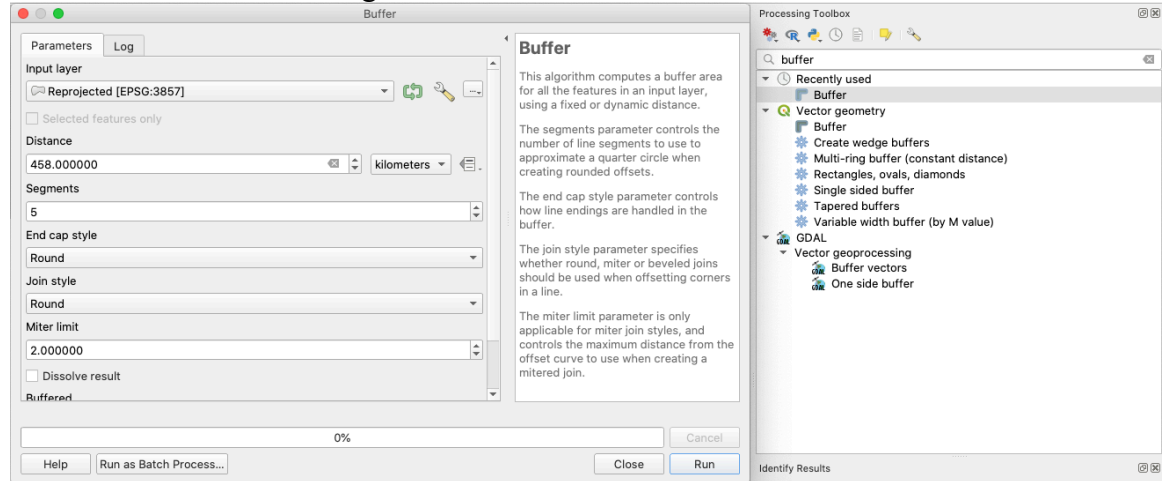 Buffer
Parameters
Log
Input layer
Reprojected [EPSG:3857]
Selected features only
Distance
458.000000
kilometers
Segments
5
End cap style
Round
Join style
Round
Miter limit
2.000000
Dissolve result
Buffered
Buffer
This algorithm computes a buffer area
for all the features in an input layer,
using a fixed or dynamic distance.
The segments parameter controls the
number of line segments to use to
approximate a quarter circle when
creating rounded offsets.
The end cap style parameter controls
how line endings are handled in the
buffer.
The join style parameter specifies
whether round, miter or beveled joins
should be used when offsetting corners
in a line.
The miter limit parameter is only
applicable for miter join styles, and
controls the maximum distance from the
offset curve to use when creating a
mitered join.
0%
Cancel
Help
Run as Batch Process...
Close
Run
Processing Toolbox
buffer
Recently used
Buffer
Vector geometry
Buffer
Create wedge buffers
Multi-ring buffer (constant distance)
Rectangles, ovals, diamonds
Single sided buffer
Tapered buffers
Variable width buffer (by M value)
GDAL
Vector geoprocessing
Buffer vectors
One side buffer
Identify Results